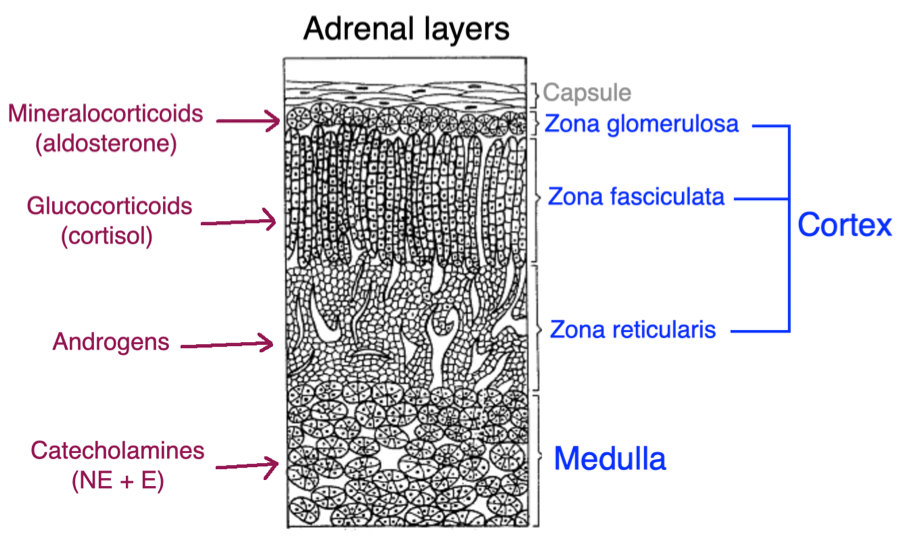 Adrenal layers
Capsule
Mineralocorticoids
(aldosterone)
Zona glomerulosa
Glucocorticoids
(cortisol)
Zona fasciculata
Cortex
Androgens
Zona reticularis
Catecholamines
(NE + E)
Medulla